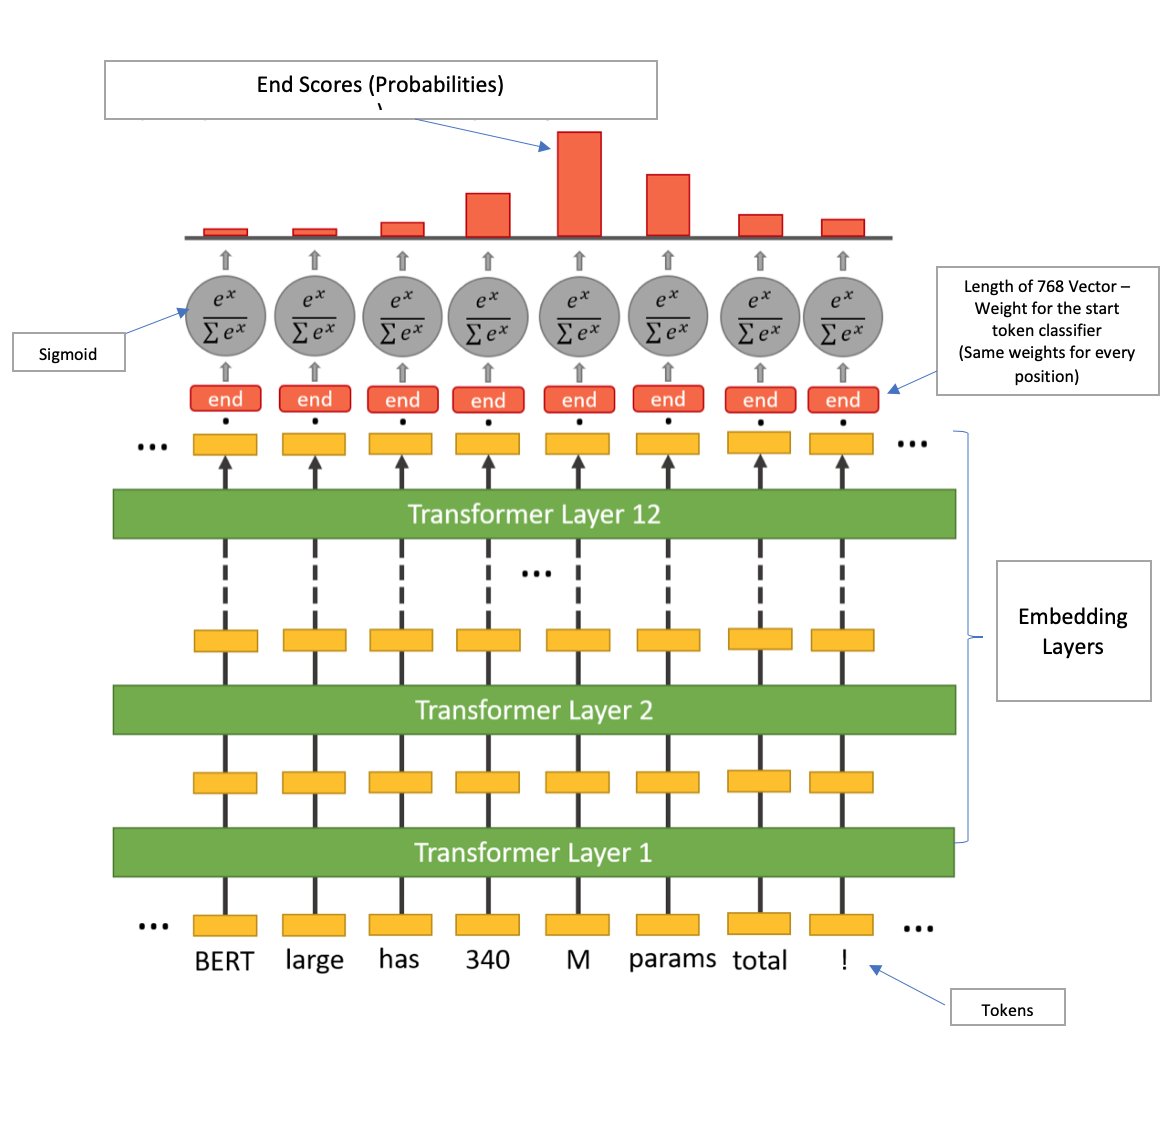 End Scores (Probabilities)
e^x e^x e^x e^x e^x e^x e^x e^x
∑ e^x ∑ e^x ∑ e^x ∑ e^x ∑ e^x ∑ e^x ∑ e^x ∑ e^x
Sigmoid
Length of 768 Vector –
Weight for the start
token classifier
(Same weights for every
position)
end end end end end end end end
... ...
Transformer Layer 12
...
Embedding
Layers
Transformer Layer 2
Transformer Layer 1
... ...
BERT large has 340 M params total !
Tokens